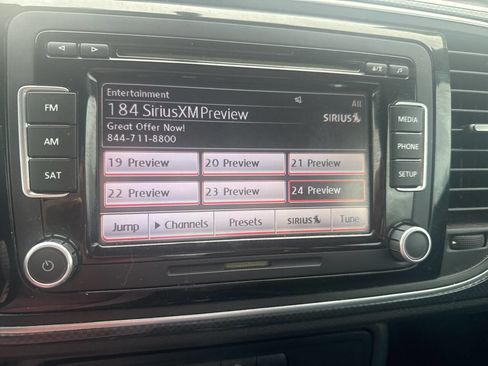 Entertainment
184 SiriusXM Preview
All
Great Offer Now!
SIRIUS
844-711-8800
19 Preview
20 Preview
21 Preview
22 Preview
23 Preview
24 Preview
Jump
Channels
Presets
SIRIUS
Tune
FM
AM
SAT
MEDIA
PHONE
SETUP